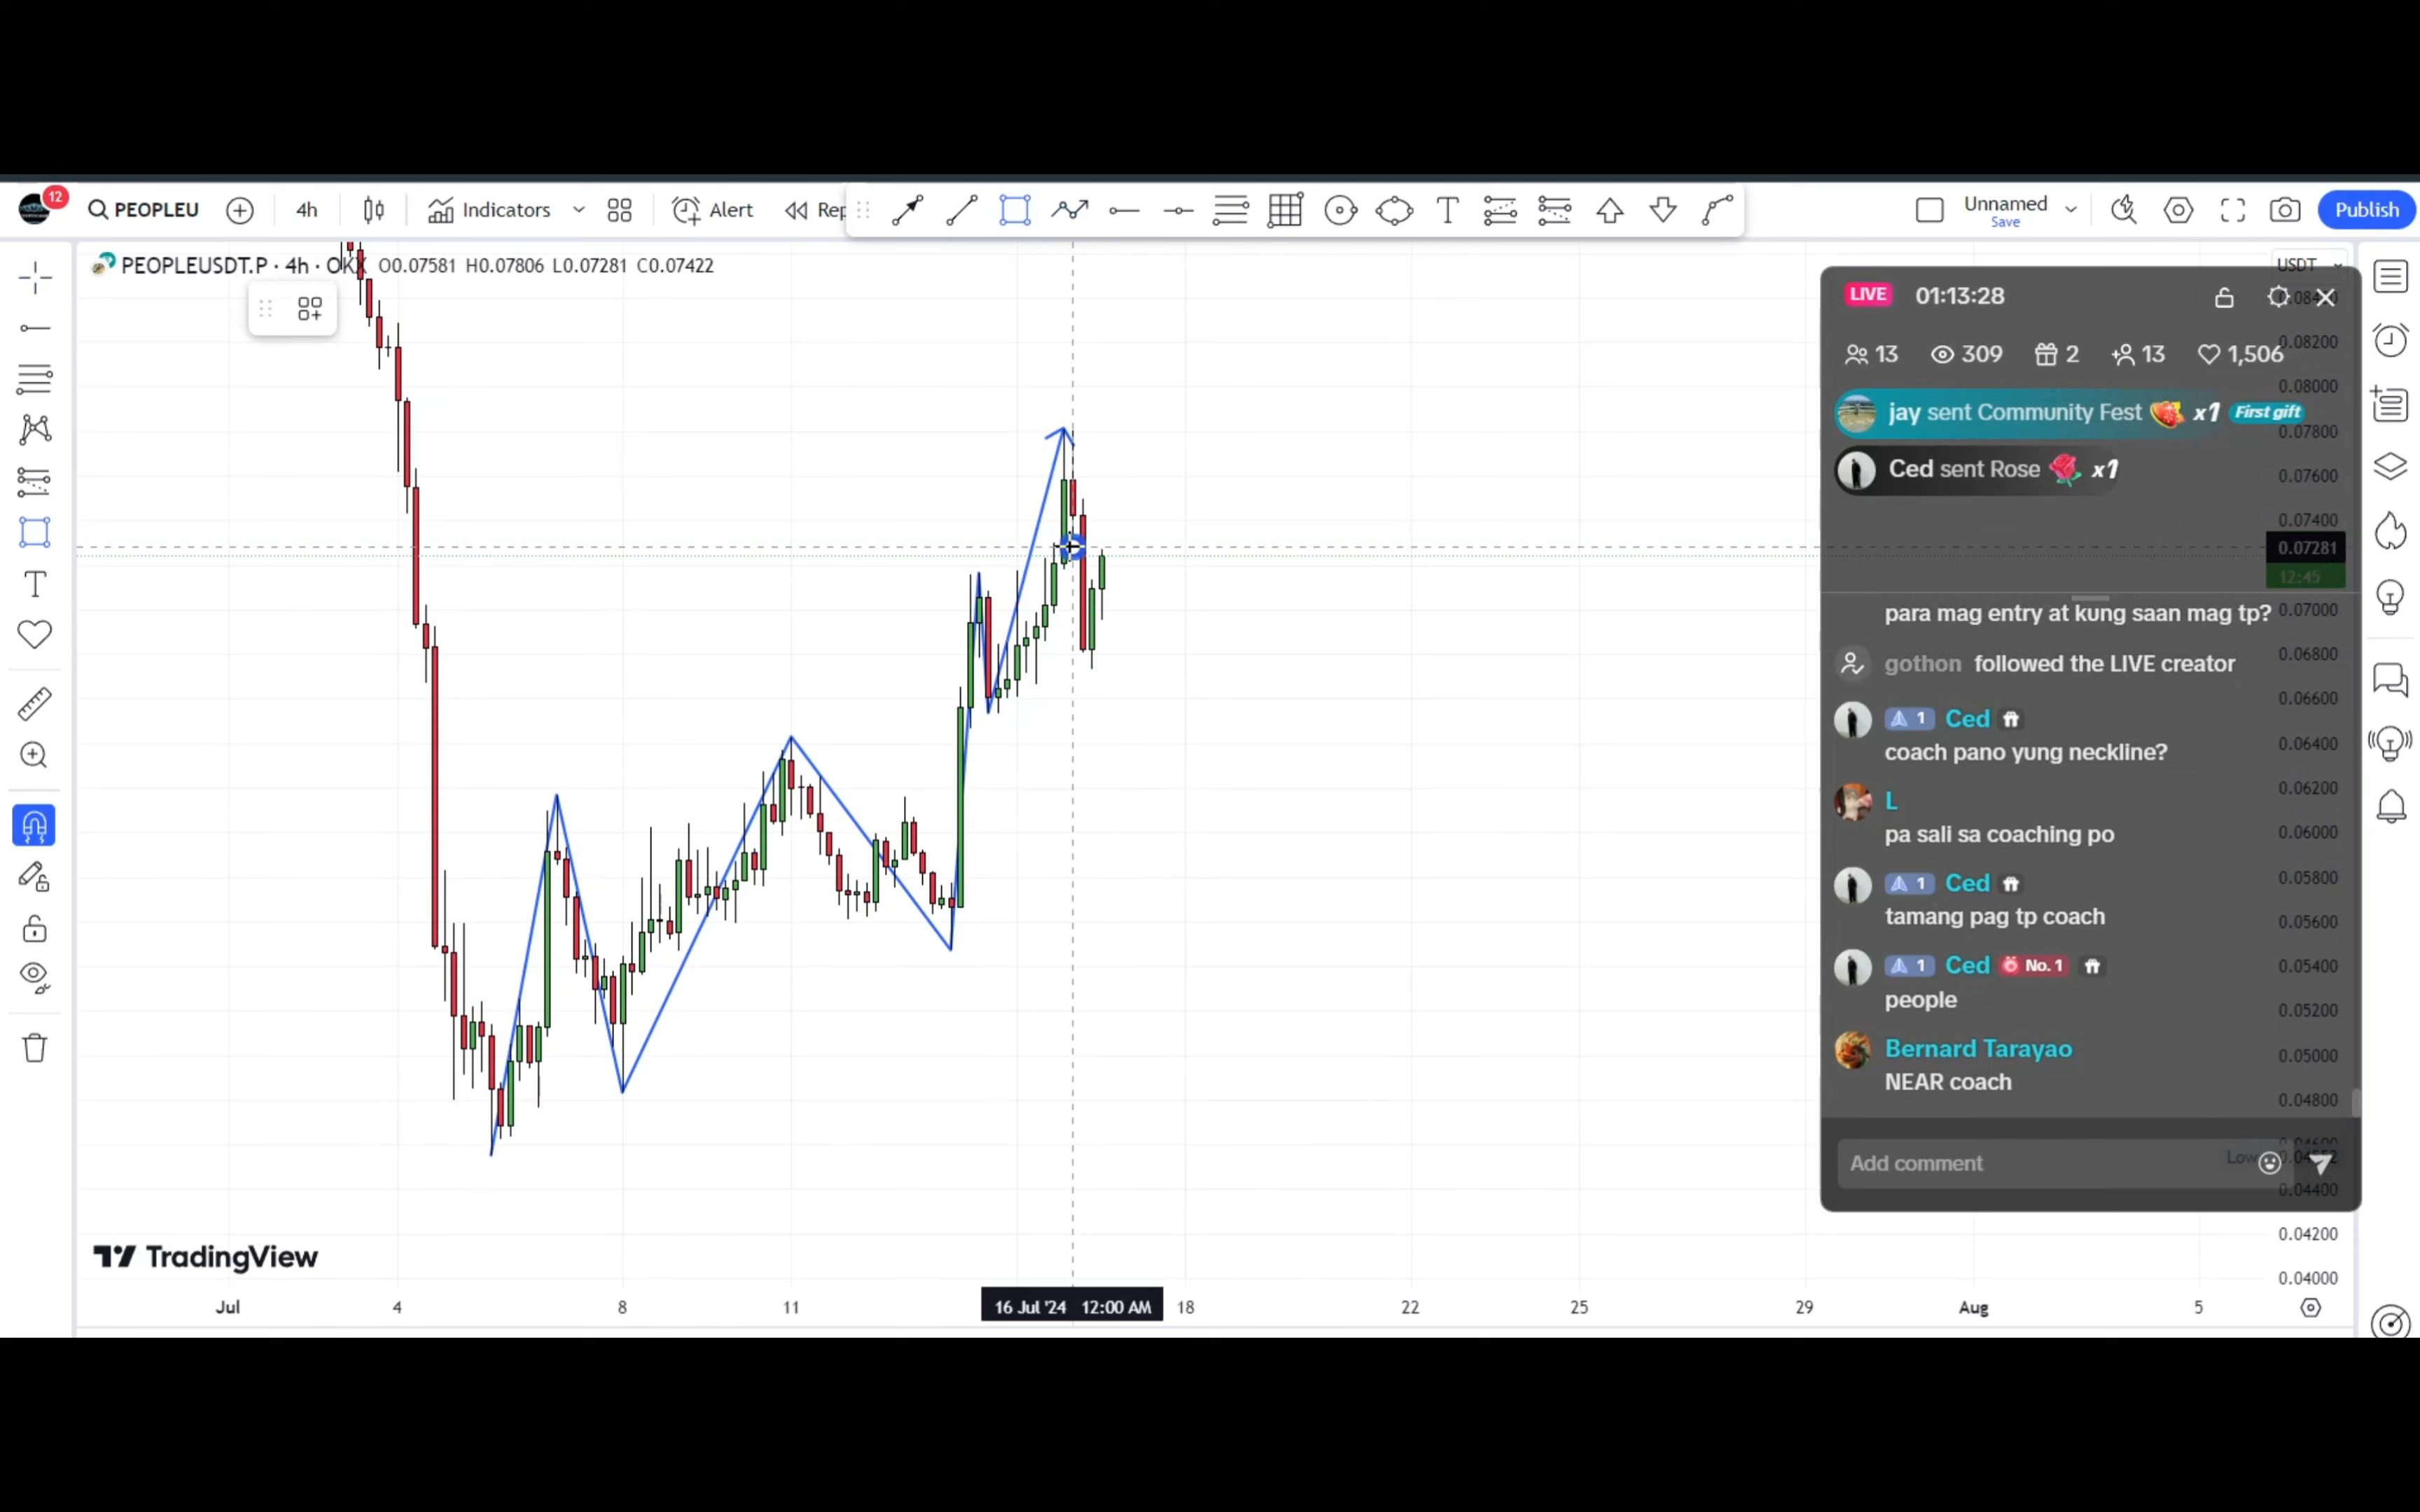 12
PEOPLEU
4h
Indicators
Alert
Rep
Unnamed
Save
Publish
PEOPLEUSDT.P · 4h · OKX O0.07581 H0.07806 L0.07281 C0.07422
USDT
LIVE 01:13:28
13 309 2 13 1,506
jay sent Community Fest x1 First gift
Ced sent Rose x1
para mag entry at kung saan mag tp?
gothon followed the LIVE creator
1 Ced
coach pano yung neckline?
L
pa sali sa coaching po
1 Ced
tamang pag tp coach
1 Ced No. 1
people
Bernard Tarayao
NEAR coach
Add comment
Low
0.08200
0.08000
0.07800
0.07600
0.07400
0.07281
12:45
0.07000
0.06800
0.06600
0.06400
0.06200
0.06000
0.05800
0.05600
0.05400
0.05200
0.05000
0.04800
0.04400
0.04200
0.04000
TradingView
Jul
4
8
11
16 Jul '24 12:00 AM
18
22
25
29
Aug
5